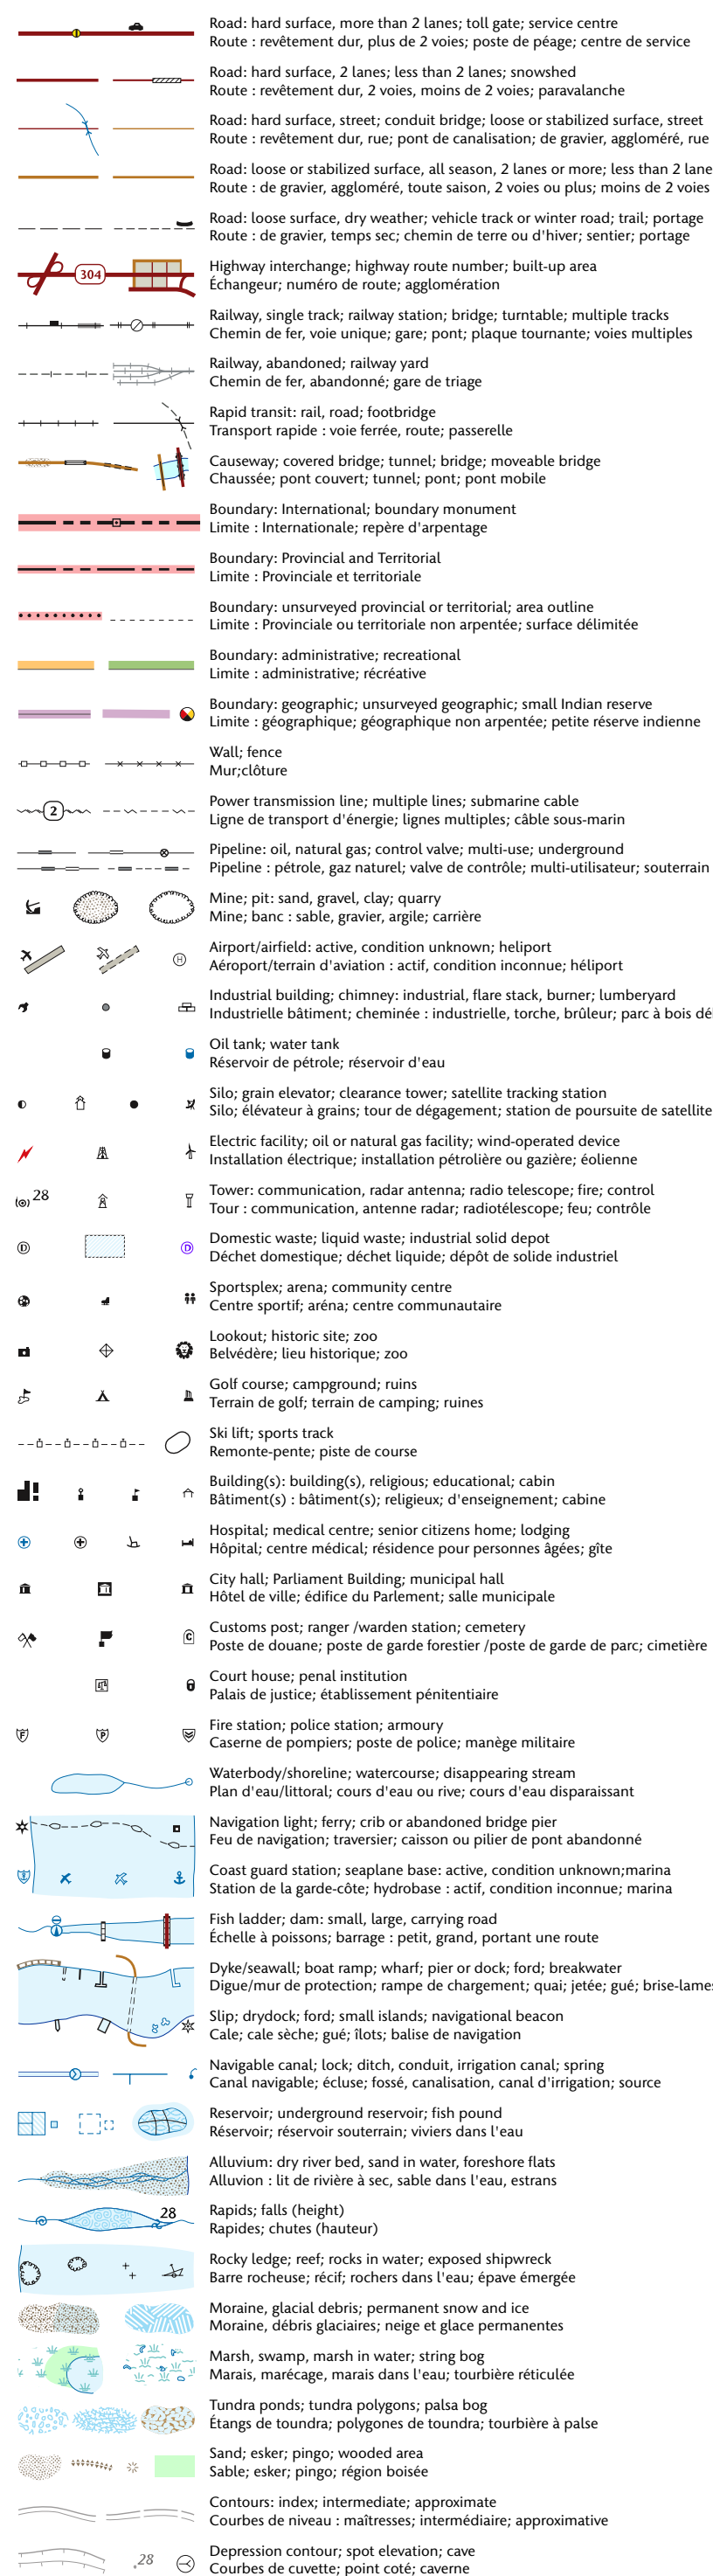 Road: hard surface, more than 2 lanes; toll gate; service centre
Route : revêtement dur, plus de 2 voies; poste de péage; centre de service
Road: hard surface, 2 lanes; less than 2 lanes; snowshed
Route : revêtement dur, 2 voies, moins de 2 voies; paravalanche
Road: hard surface, street; conduit bridge; loose or stabilized surface, street
Route : revêtement dur, rue; pont de canalisation; de gravier, aggloméré, rue
Road: loose or stabilized surface, all season, 2 lanes or more; less than 2 lane
Route : de gravier, aggloméré, toute saison, 2 voies ou plus; moins de 2 voies
Road: loose surface, dry weather; vehicle track or winter road; trail; portage
Route : de gravier, temps sec; chemin de terre ou d'hiver; sentier; portage
304
Highway interchange; highway route number; built-up area
Échangeur; numéro de route; agglomération
Railway, single track; railway station; bridge; turntable; multiple tracks
Chemin de fer, voie unique; gare; pont; plaque tournante; voies multiples
Railway, abandoned; railway yard
Chemin de fer, abandonné; gare de triage
Rapid transit: rail, road; footbridge
Transport rapide : voie ferrée, route; passerelle
Causeway; covered bridge; tunnel; bridge; moveable bridge
Chaussée; pont couvert; tunnel; pont; pont mobile
Boundary: International; boundary monument
Limite : Internationale; repère d'arpentage
Boundary: Provincial and Territorial
Limite : Provinciale et territoriale
Boundary: unsurveyed provincial or territorial; area outline
Limite : Provinciale ou territoriale non arpentée; surface délimitée
Boundary: administrative; recreational
Limite : administrative; récréative
Boundary: geographic; unsurveyed geographic; small Indian reserve
Limite : géographique; géographique non arpentée; petite réserve indienne
Wall; fence
Mur;clôture
2
Power transmission line; multiple lines; submarine cable
Ligne de transport d'énergie; lignes multiples; câble sous-marin
Pipeline: oil, natural gas; control valve; multi-use; underground
Pipeline : pétrole, gaz naturel; valve de contrôle; multi-utilisateur; souterrain
Mine; pit: sand, gravel, clay; quarry
Mine; banc : sable, gravier, argile; carrière
H
Airport/airfield: active, condition unknown; heliport
Aéroport/terrain d'aviation : actif, condition inconnue; héliport
Industrial building; chimney: industrial, flare stack, burner; lumberyard
Industrielle bâtiment; cheminée : industrielle, torche, brûleur; parc à bois dé
Oil tank; water tank
Réservoir de pétrole; réservoir d'eau
Silo; grain elevator; clearance tower; satellite tracking station
Silo; élévateur à grains; tour de dégagement; station de poursuite de satellite
Electric facility; oil or natural gas facility; wind-operated device
Installation électrique; installation pétrolière ou gazière; éolienne
28
Tower: communication, radar antenna; radio telescope; fire; control
Tour : communication, antenne radar; radiotélescope; feu; contrôle
D D
Domestic waste; liquid waste; industrial solid depot
Déchet domestique; déchet liquide; dépôt de solide industriel
Sportsplex; arena; community centre
Centre sportif; aréna; centre communautaire
Lookout; historic site; zoo
Belvédère; lieu historique; zoo
Golf course; campground; ruins
Terrain de golf; terrain de camping; ruines
Ski lift; sports track
Remonte-pente; piste de course
Building(s): building(s), religious; educational; cabin
Bâtiment(s) : bâtiment(s); religieux; d'enseignement; cabine
Hospital; medical centre; senior citizens home; lodging
Hôpital; centre médical; résidence pour personnes âgées; gîte
City hall; Parliament Building; municipal hall
Hôtel de ville; édifice du Parlement; salle municipale
C
Customs post; ranger /warden station; cemetery
Poste de douane; poste de garde forestier /poste de garde de parc; cimetière
Court house; penal institution
Palais de justice; établissement pénitentiaire
F P
Fire station; police station; armoury
Caserne de pompiers; poste de police; manège militaire
Waterbody/shoreline; watercourse; disappearing stream
Plan d'eau/littoral; cours d'eau ou rive; cours d'eau disparaissant
Navigation light; ferry; crib or abandoned bridge pier
Feu de navigation; traversier; caisson ou pilier de pont abandonné
Coast guard station; seaplane base: active, condition unknown;marina
Station de la garde-côte; hydrobase : actif, condition inconnue; marina
Fish ladder; dam: small, large, carrying road
Échelle à poissons; barrage : petit, grand, portant une route
Dyke/seawall; boat ramp; wharf; pier or dock; ford; breakwater
Digue/mur de protection; rampe de chargement; quai; jetée; gué; brise-lames
Slip; drydock; ford; small islands; navigational beacon
Cale; cale sèche; gué; îlots; balise de navigation
Navigable canal; lock; ditch, conduit, irrigation canal; spring
Canal navigable; écluse; fossé, canalisation, canal d'irrigation; source
Reservoir; underground reservoir; fish pound
Réservoir; réservoir souterrain; viviers dans l'eau
Alluvium: dry river bed, sand in water, foreshore flats
Alluvion : lit de rivière à sec, sable dans l'eau, estrans
28
Rapids; falls (height)
Rapides; chutes (hauteur)
Rocky ledge; reef; rocks in water; exposed shipwreck
Barre rocheuse; récif; rochers dans l'eau; épave émergée
Moraine, glacial debris; permanent snow and ice
Moraine, débris glaciaires; neige et glace permanentes
Marsh, swamp, marsh in water; string bog
Marais, marécage, marais dans l'eau; tourbière réticulée
Tundra ponds; tundra polygons; palsa bog
Étangs de toundra; polygones de toundra; tourbière à palse
Sand; esker; pingo; wooded area
Sable; esker; pingo; région boisée
Contours: index; intermediate; approximate
Courbes de niveau : maîtresses; intermédiaire; approximative
28
Depression contour; spot elevation; cave
Courbes de cuvette; point coté; caverne